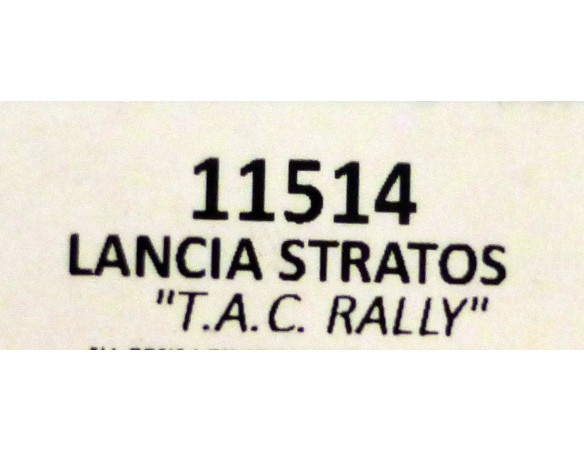 11514
LANCIA STRATOS
"T.A.C. RALLY"